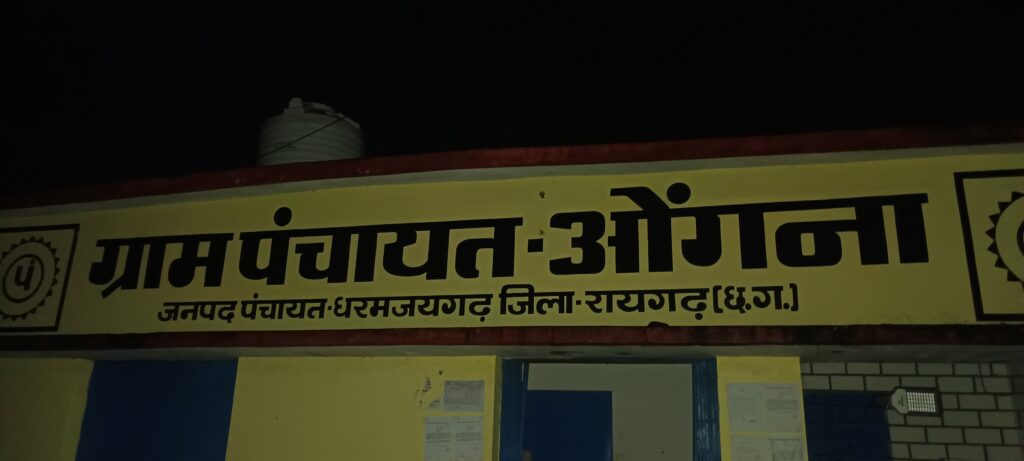 ग्राम पंचायत - ओंगना
जनपद पंचायत - धरमजयगढ़ जिला - रायगढ़ (छ.ग.)
पं